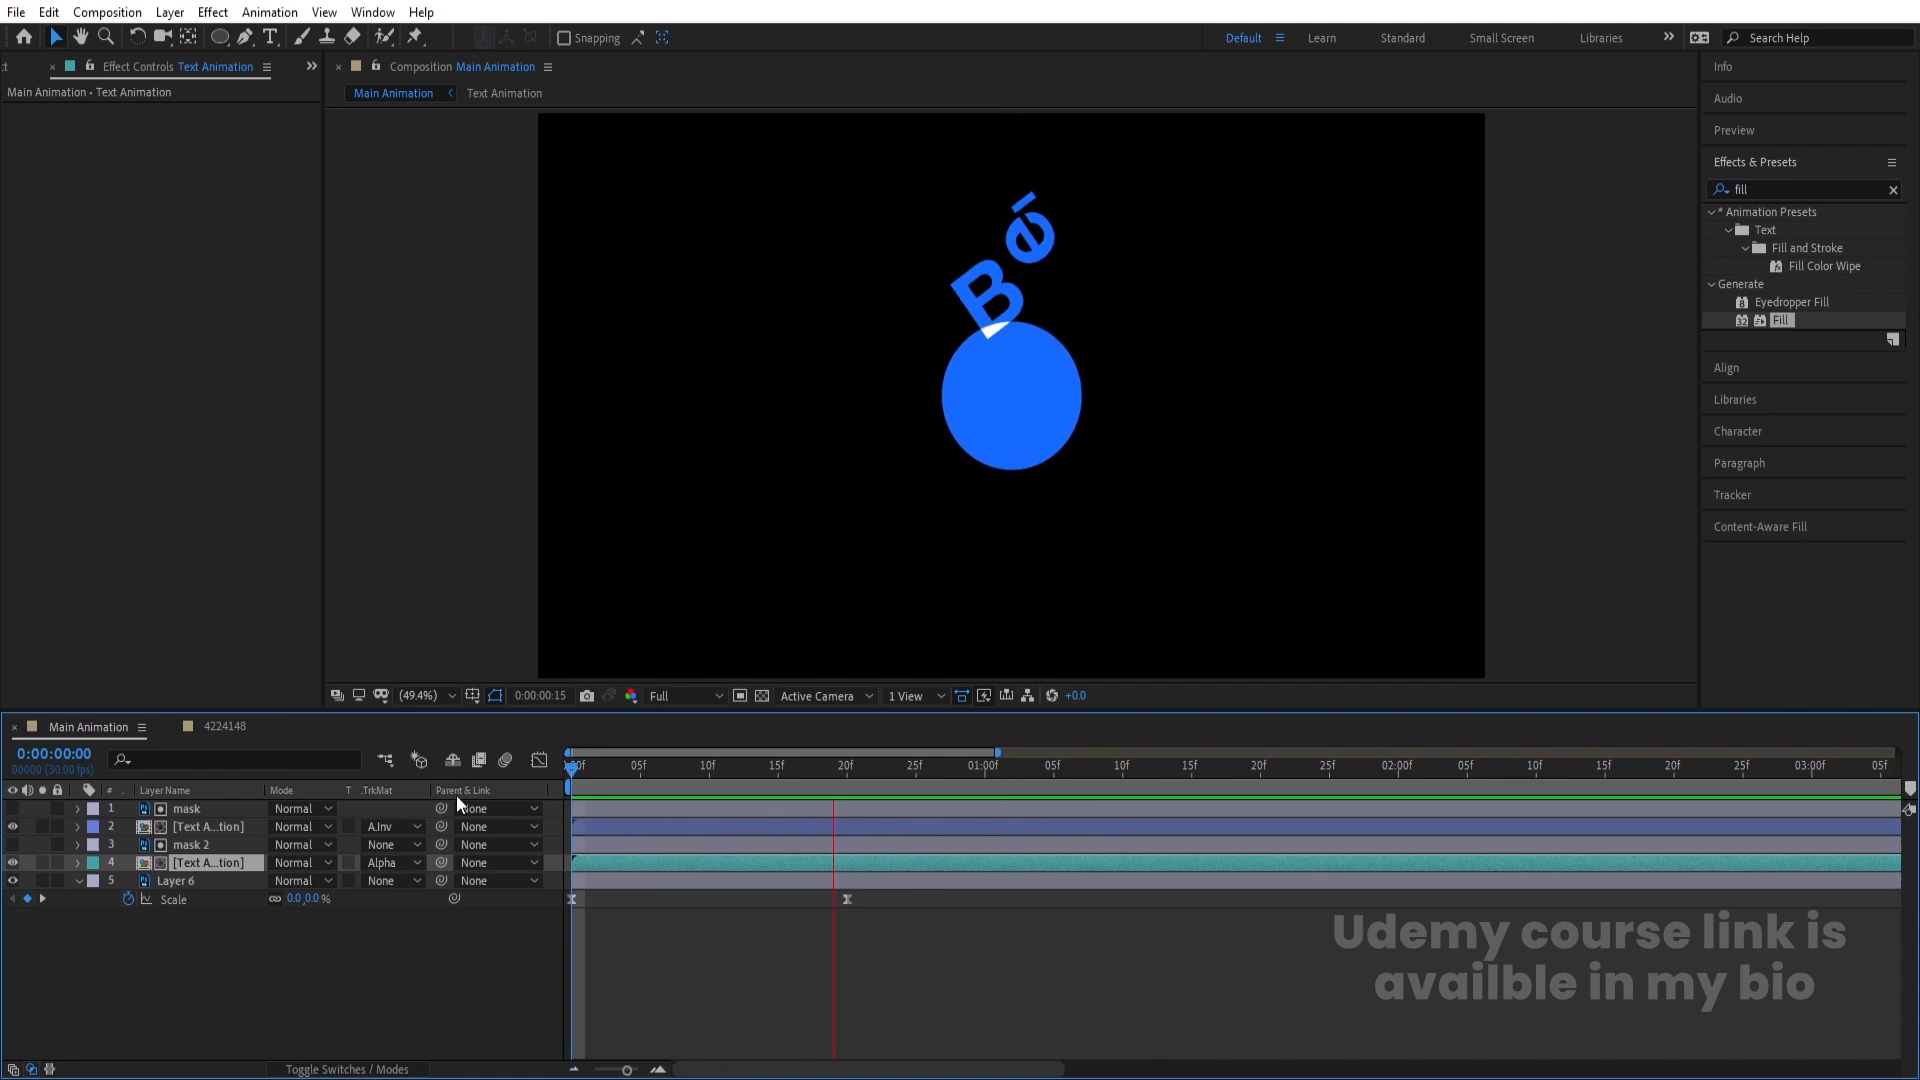 File Edit Composition Layer Effect Animation View Window Help
Snapping
Default Learn Standard Small Screen Libraries
Search Help
Effect Controls Text Animation
Main Animation • Text Animation
Composition Main Animation
Main Animation Text Animation
Be
(49.4%) 0:00:00:15 Full Active Camera 1 View +0.0
Info
Audio
Preview
Effects & Presets
fill
* Animation Presets
Text
Fill and Stroke
Fill Color Wipe
Generate
Eyedropper Fill
Fill
Align
Libraries
Character
Paragraph
Tracker
Content-Aware Fill
Main Animation 4224148
0:00:00:00
00000 (30.00 fps)
05f 10f 15f 20f 25f 01:00f 05f 10f 15f 20f 25f 02:00f 05f 10f 15f 20f 25f 03:00f 05f
# Layer Name Mode T .TrkMat Parent & Link
1 mask Normal None
2 [Text A...tion] Normal A.Inv None
3 mask 2 Normal None None
4 [Text A...tion] Normal Alpha None
5 Layer 6 Normal None None
Scale 0.0,0.0 %
Udemy course link is
availble in my bio
Toggle Switches / Modes